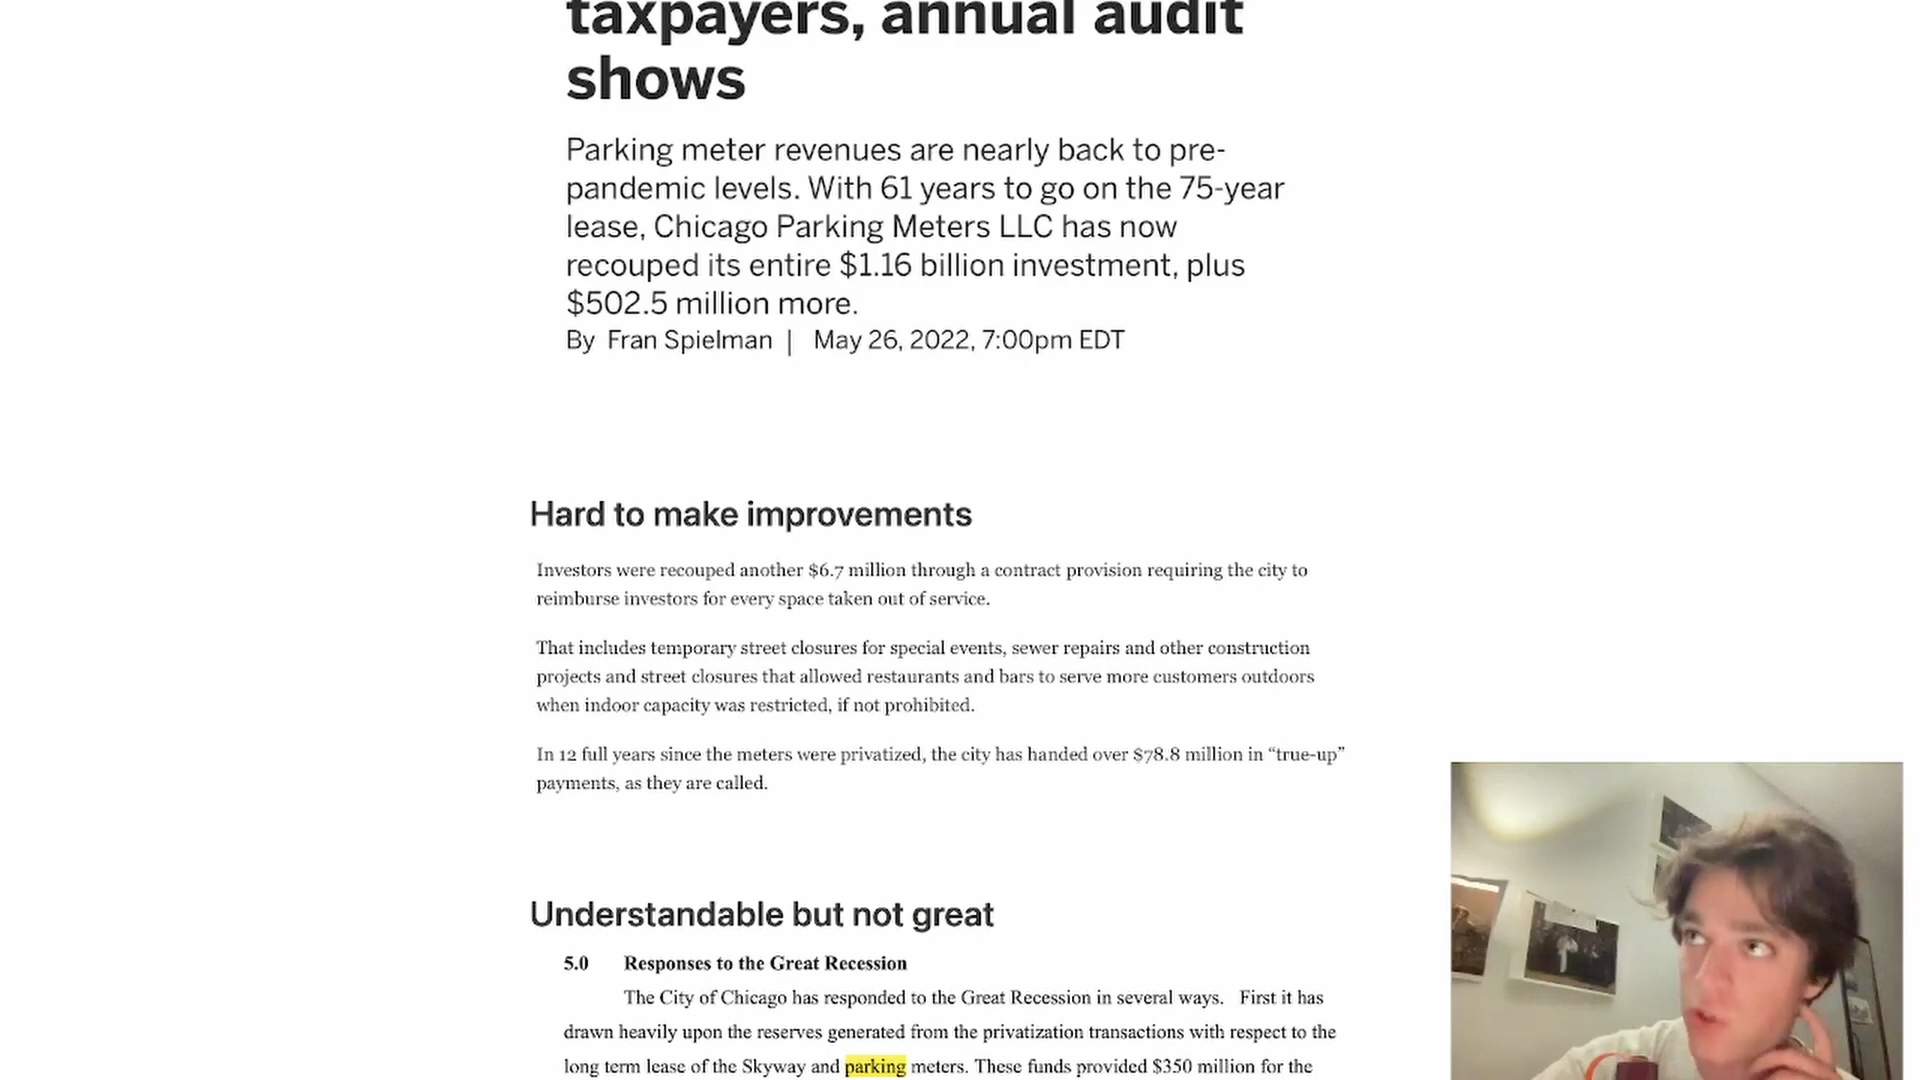 taxpayers, annual audit
shows
Parking meter revenues are nearly back to pre-
pandemic levels. With 61 years to go on the 75-year
lease, Chicago Parking Meters LLC has now
recouped its entire $1.16 billion investment, plus
$502.5 million more.
By Fran Spielman | May 26, 2022, 7:00pm EDT
Hard to make improvements
Investors were recouped another $6.7 million through a contract provision requiring the city to
reimburse investors for every space taken out of service.
That includes temporary street closures for special events, sewer repairs and other construction
projects and street closures that allowed restaurants and bars to serve more customers outdoors
when indoor capacity was restricted, if not prohibited.
In 12 full years since the meters were privatized, the city has handed over $78.8 million in “true-up”
payments, as they are called.
Understandable but not great
5.0 Responses to the Great Recession
The City of Chicago has responded to the Great Recession in several ways. First it has
drawn heavily upon the reserves generated from the privatization transactions with respect to the
long term lease of the Skyway and parking meters. These funds provided $350 million for the